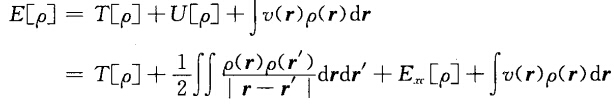 E[ρ] = T[ρ] + U[ρ] + ∫v(r)ρ(r)dr
= T[ρ] + 1/2 ∬ ρ(r)ρ(r′)/|r − r′| drdr′ + E_xc[ρ] + ∫v(r)ρ(r)dr